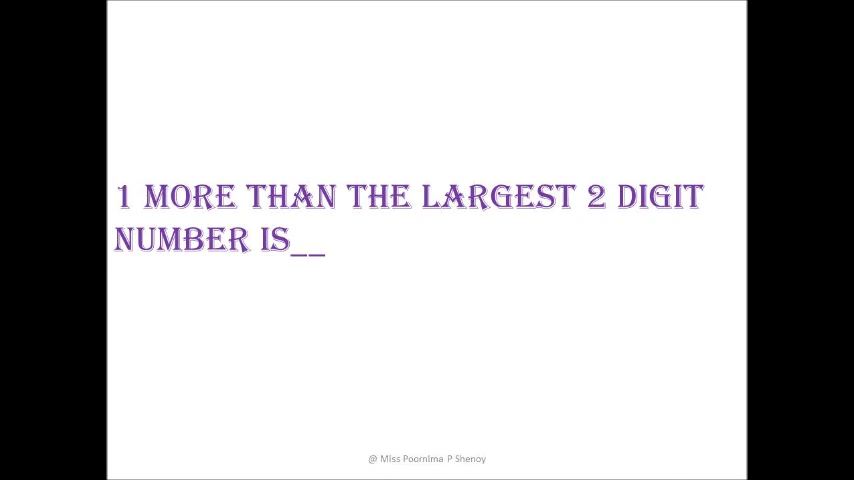 1 MORE THAN THE LARGEST 2 DIGIT
NUMBER IS__
@ Miss Poornima P Shenoy